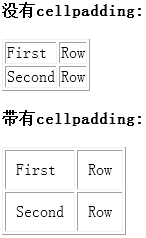 没有cellpadding:
First Row
Second Row
带有cellpadding:
First Row
Second Row